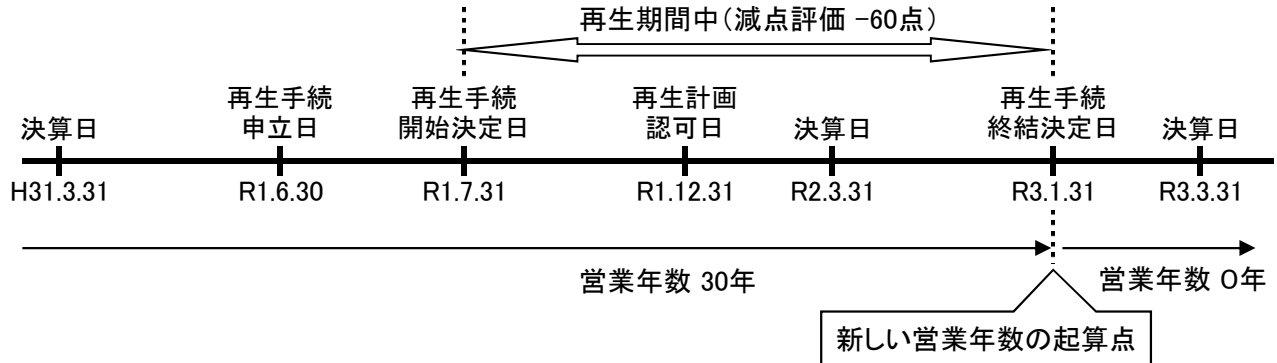 再生期間中(減点評価 -60点)
再生手続
申立日
再生手続
開始決定日
再生計画
認可日
再生手続
終結決定日
決算日
決算日
決算日
H31.3.31
R1.6.30
R1.7.31
R1.12.31
R2.3.31
R3.1.31
R3.3.31
営業年数 30年
営業年数 0年
新しい営業年数の起算点